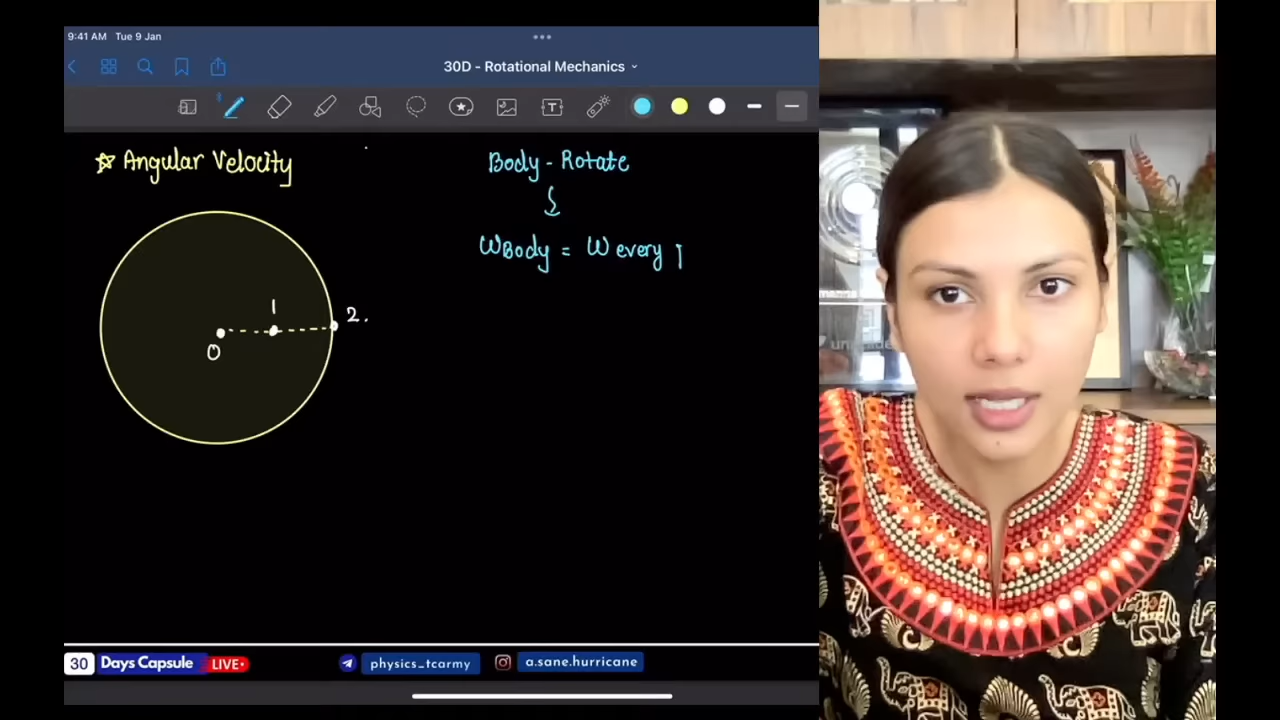 9:41 AM Tue 9 Jan
30D - Rotational Mechanics
☆ Angular Velocity
Body - Rotate
ωBody = ω every
1
2.
O
30 Days Capsule LIVE
physics_tcarmy
a.sane.hurricane